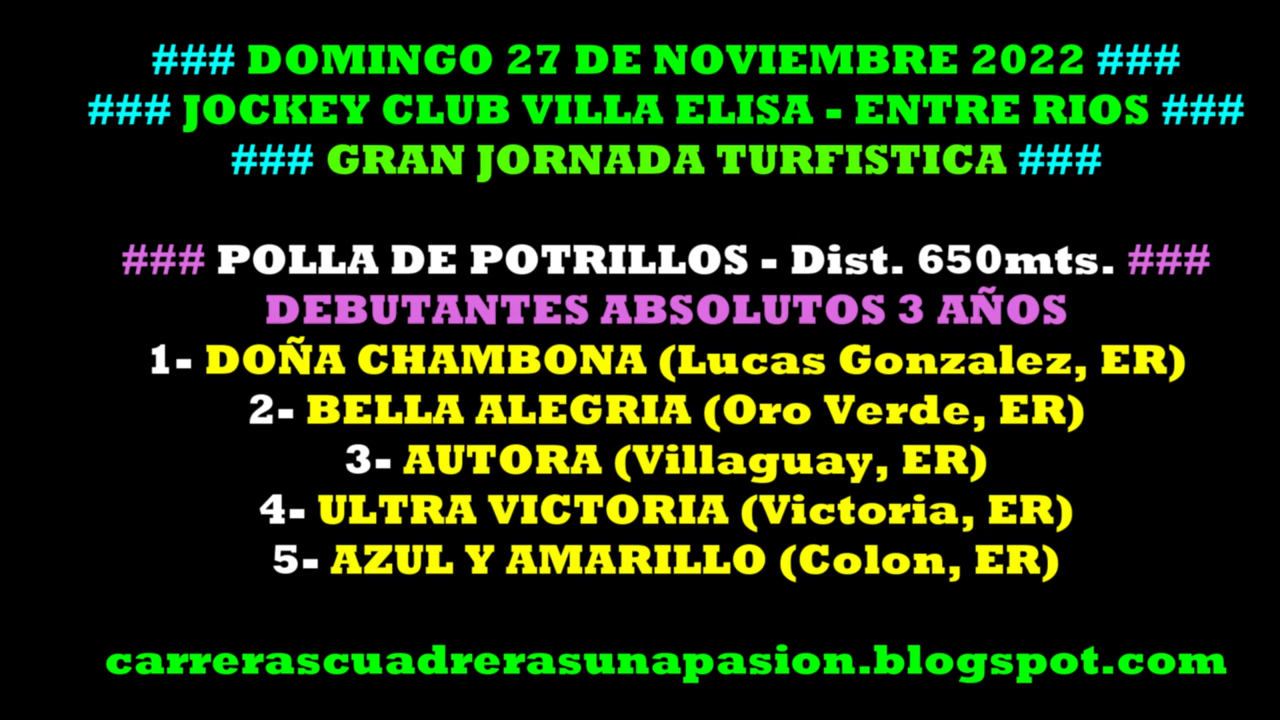 ### DOMINGO 27 DE NOVIEMBRE 2022 ###
### JOCKEY CLUB VILLA ELISA - ENTRE RIOS ###
### GRAN JORNADA TURFISTICA ###
### POLLA DE POTRILLOS - Dist. 650mts. ###
DEBUTANTES ABSOLUTOS 3 AÑOS
1- DOÑA CHAMBONA (Lucas Gonzalez, ER)
2- BELLA ALEGRIA (Oro Verde, ER)
3- AUTORA (Villaguay, ER)
4- ULTRA VICTORIA (Victoria, ER)
5- AZUL Y AMARILLO (Colon, ER)
carrerascuadrerasunapasion.blogspot.com